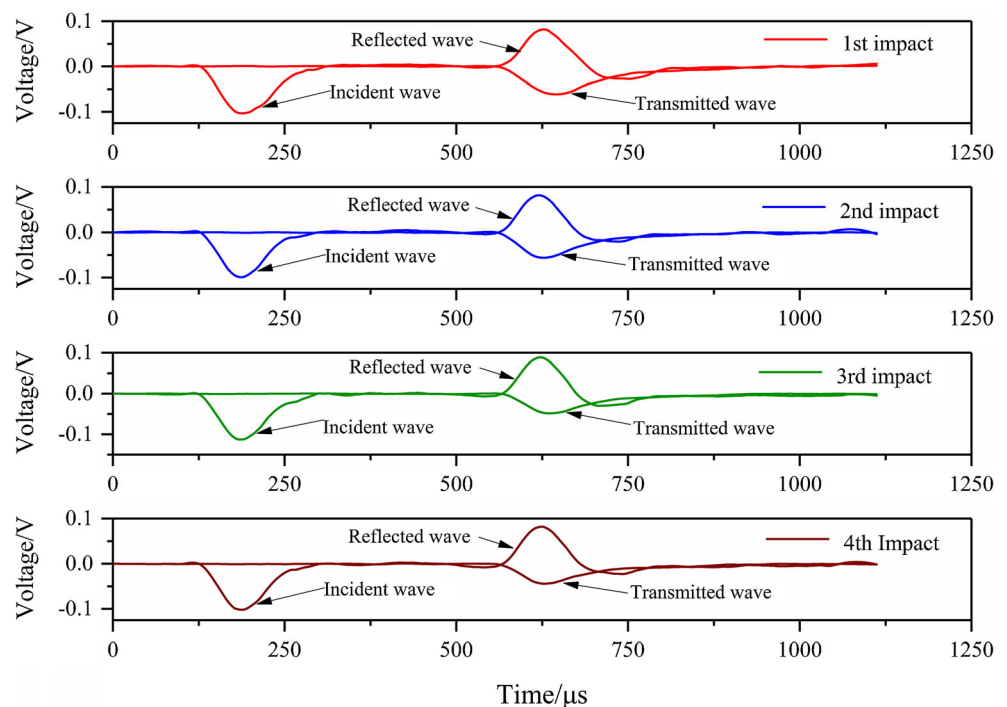 0.1
Reflected wave
1st impact
0.0
Incident wave
Transmitted wave
-0.1
Voltage/V
0 250 500 750 1000 1250
0.1
Reflected wave
2nd impact
0.0
Incident wave
Transmitted wave
-0.1
Voltage/V
0 250 500 750 1000 1250
0.1
Reflected wave
3rd impact
0.0
Incident wave
Transmitted wave
-0.1
Voltage/V
0 250 500 750 1000 1250
0.1
Reflected wave
4th Impact
0.0
Incident wave
Transmitted wave
-0.1
Voltage/V
0 250 500 750 1000 1250
Time/μs